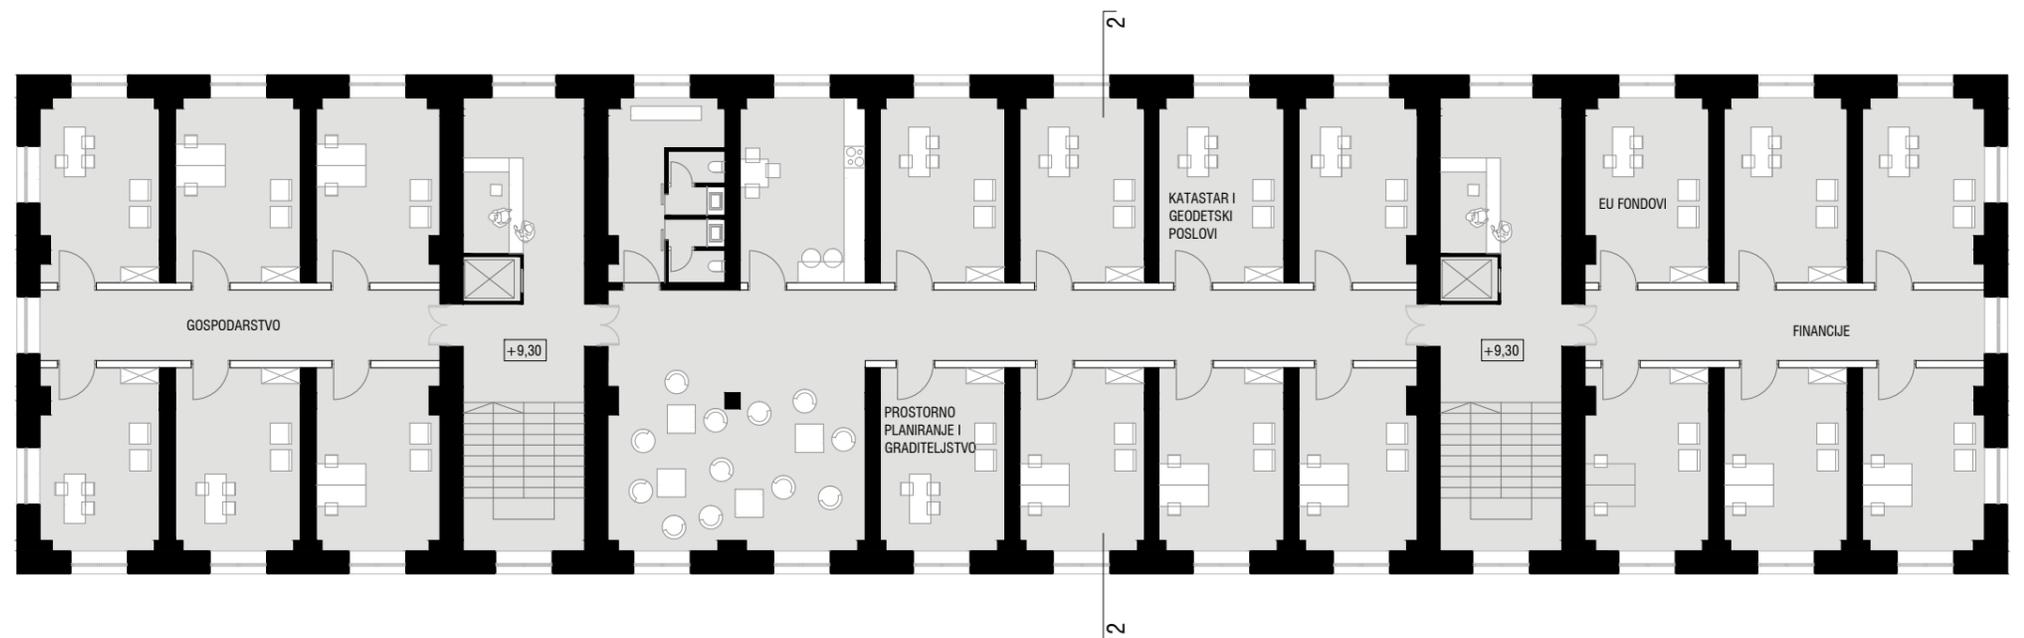 2
KATASTAR I
GEODETSKI
POSLOVI
EU FONDOVI
GOSPODARSTVO
FINANCIJE
+9,30
+9,30
PROSTORNO
PLANIRANJE I
GRADITELJSTVO
2